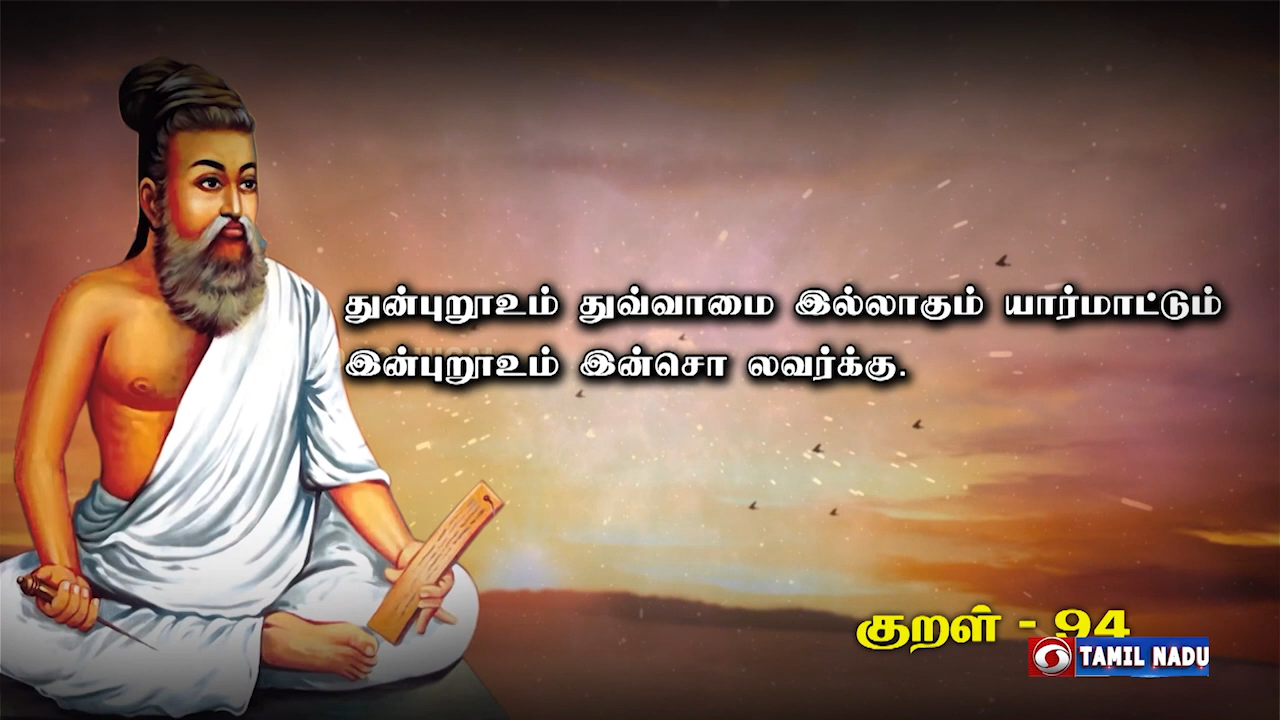 துன்புறூஉம் துவ்வாமை இல்லாகும் யார்மாட்டும்
இன்புறூஉம் இன்சொ லவர்க்கு.
குறள் - 94
TAMIL NADU